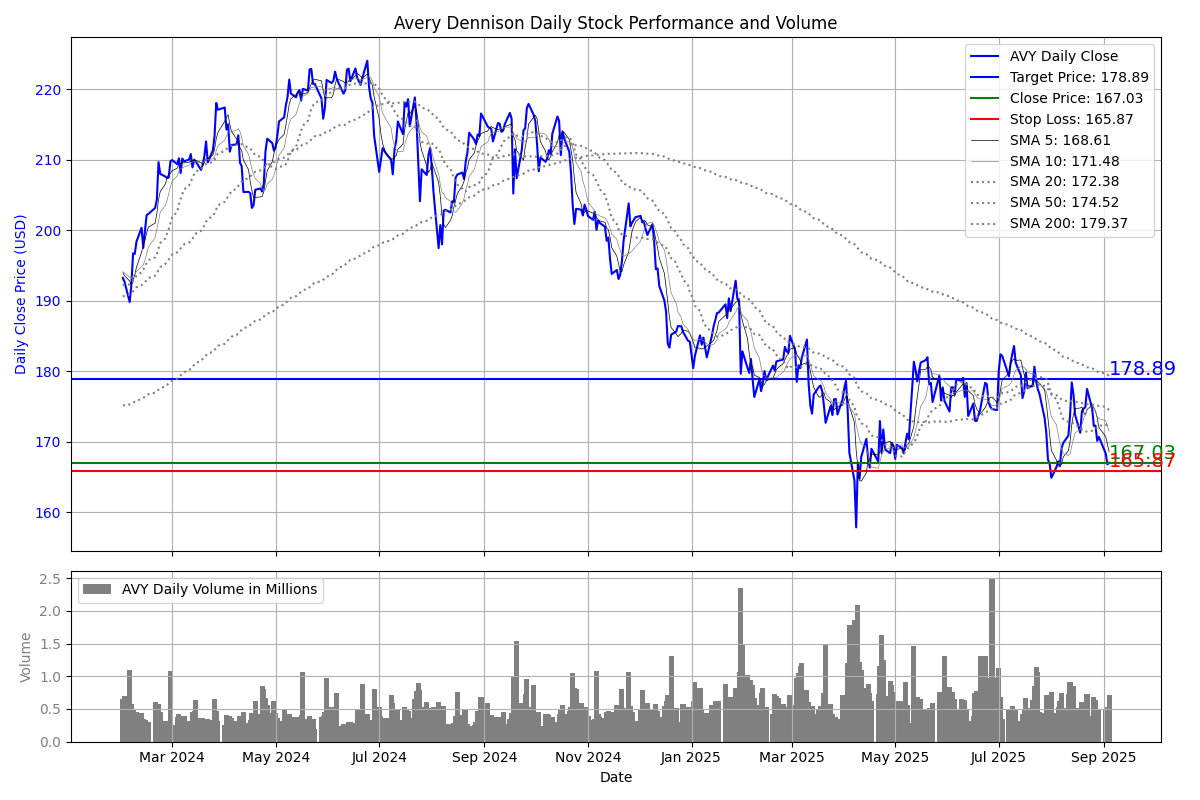 Avery Dennison Daily Stock Performance and Volume
Daily Close Price (USD)
220
210
200
190
180
170
160
AVY Daily Close
Target Price: 178.89
Close Price: 167.03
Stop Loss: 165.87
SMA 5: 168.61
SMA 10: 171.48
SMA 20: 172.38
SMA 50: 174.52
SMA 200: 179.37
178.89
167.03
165.87
Volume
2.5
2.0
1.5
1.0
0.5
0.0
AVY Daily Volume in Millions
Mar 2024 May 2024 Jul 2024 Sep 2024 Nov 2024 Jan 2025 Mar 2025 May 2025 Jul 2025 Sep 2025
Date